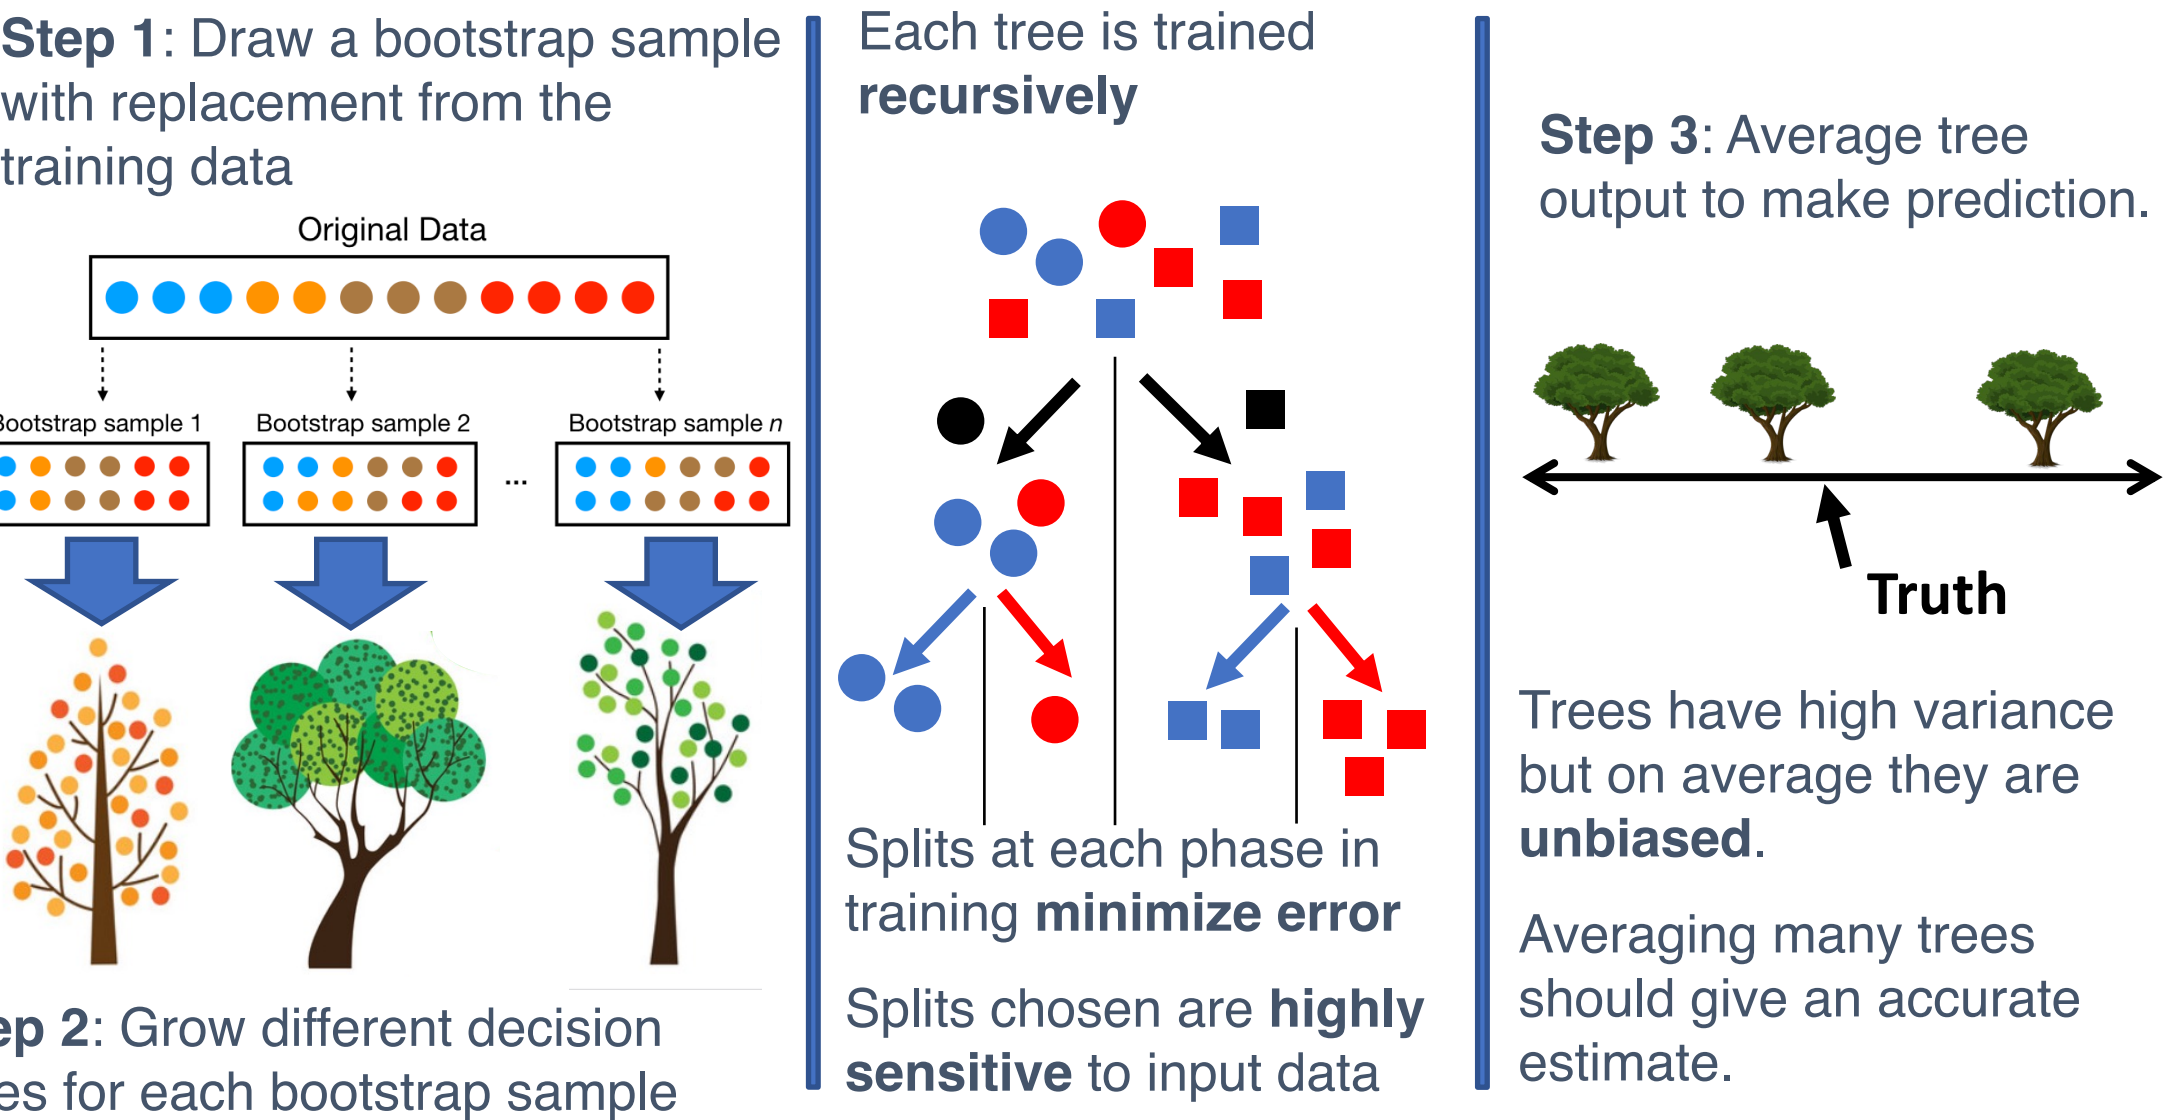 Step 1: Draw a bootstrap sample
with replacement from the
training data
Original Data
Bootstrap sample 1
Bootstrap sample 2
...
Bootstrap sample n
ep 2: Grow different decision
es for each bootstrap sample
Each tree is trained
recursively
Splits at each phase in
training minimize error
Splits chosen are highly
sensitive to input data
Step 3: Average tree
output to make prediction.
Truth
Trees have high variance
but on average they are
unbiased.
Averaging many trees
should give an accurate
estimate.